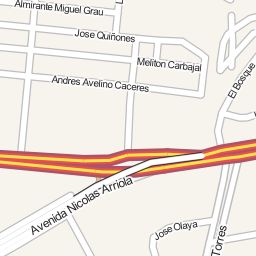 Almirante Miguel Grau
Jose Quiñones
Meliton Carbajal
Andres Avelino Caceres
El Bosque
Avenida Nicolas Arriola
Jose Olaya
Torres